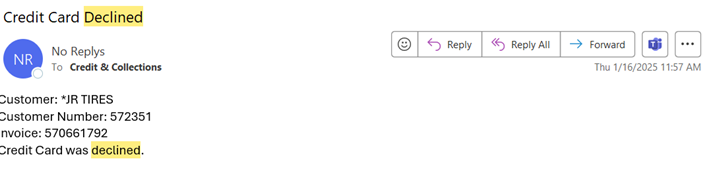 Credit Card Declined
NR
No Replys
To Credit & Collections
Reply
Reply All
Forward
Thu 1/16/2025 11:57 AM
Customer: *JR TIRES
Customer Number: 572351
nvoice: 570661792
Credit Card was declined.